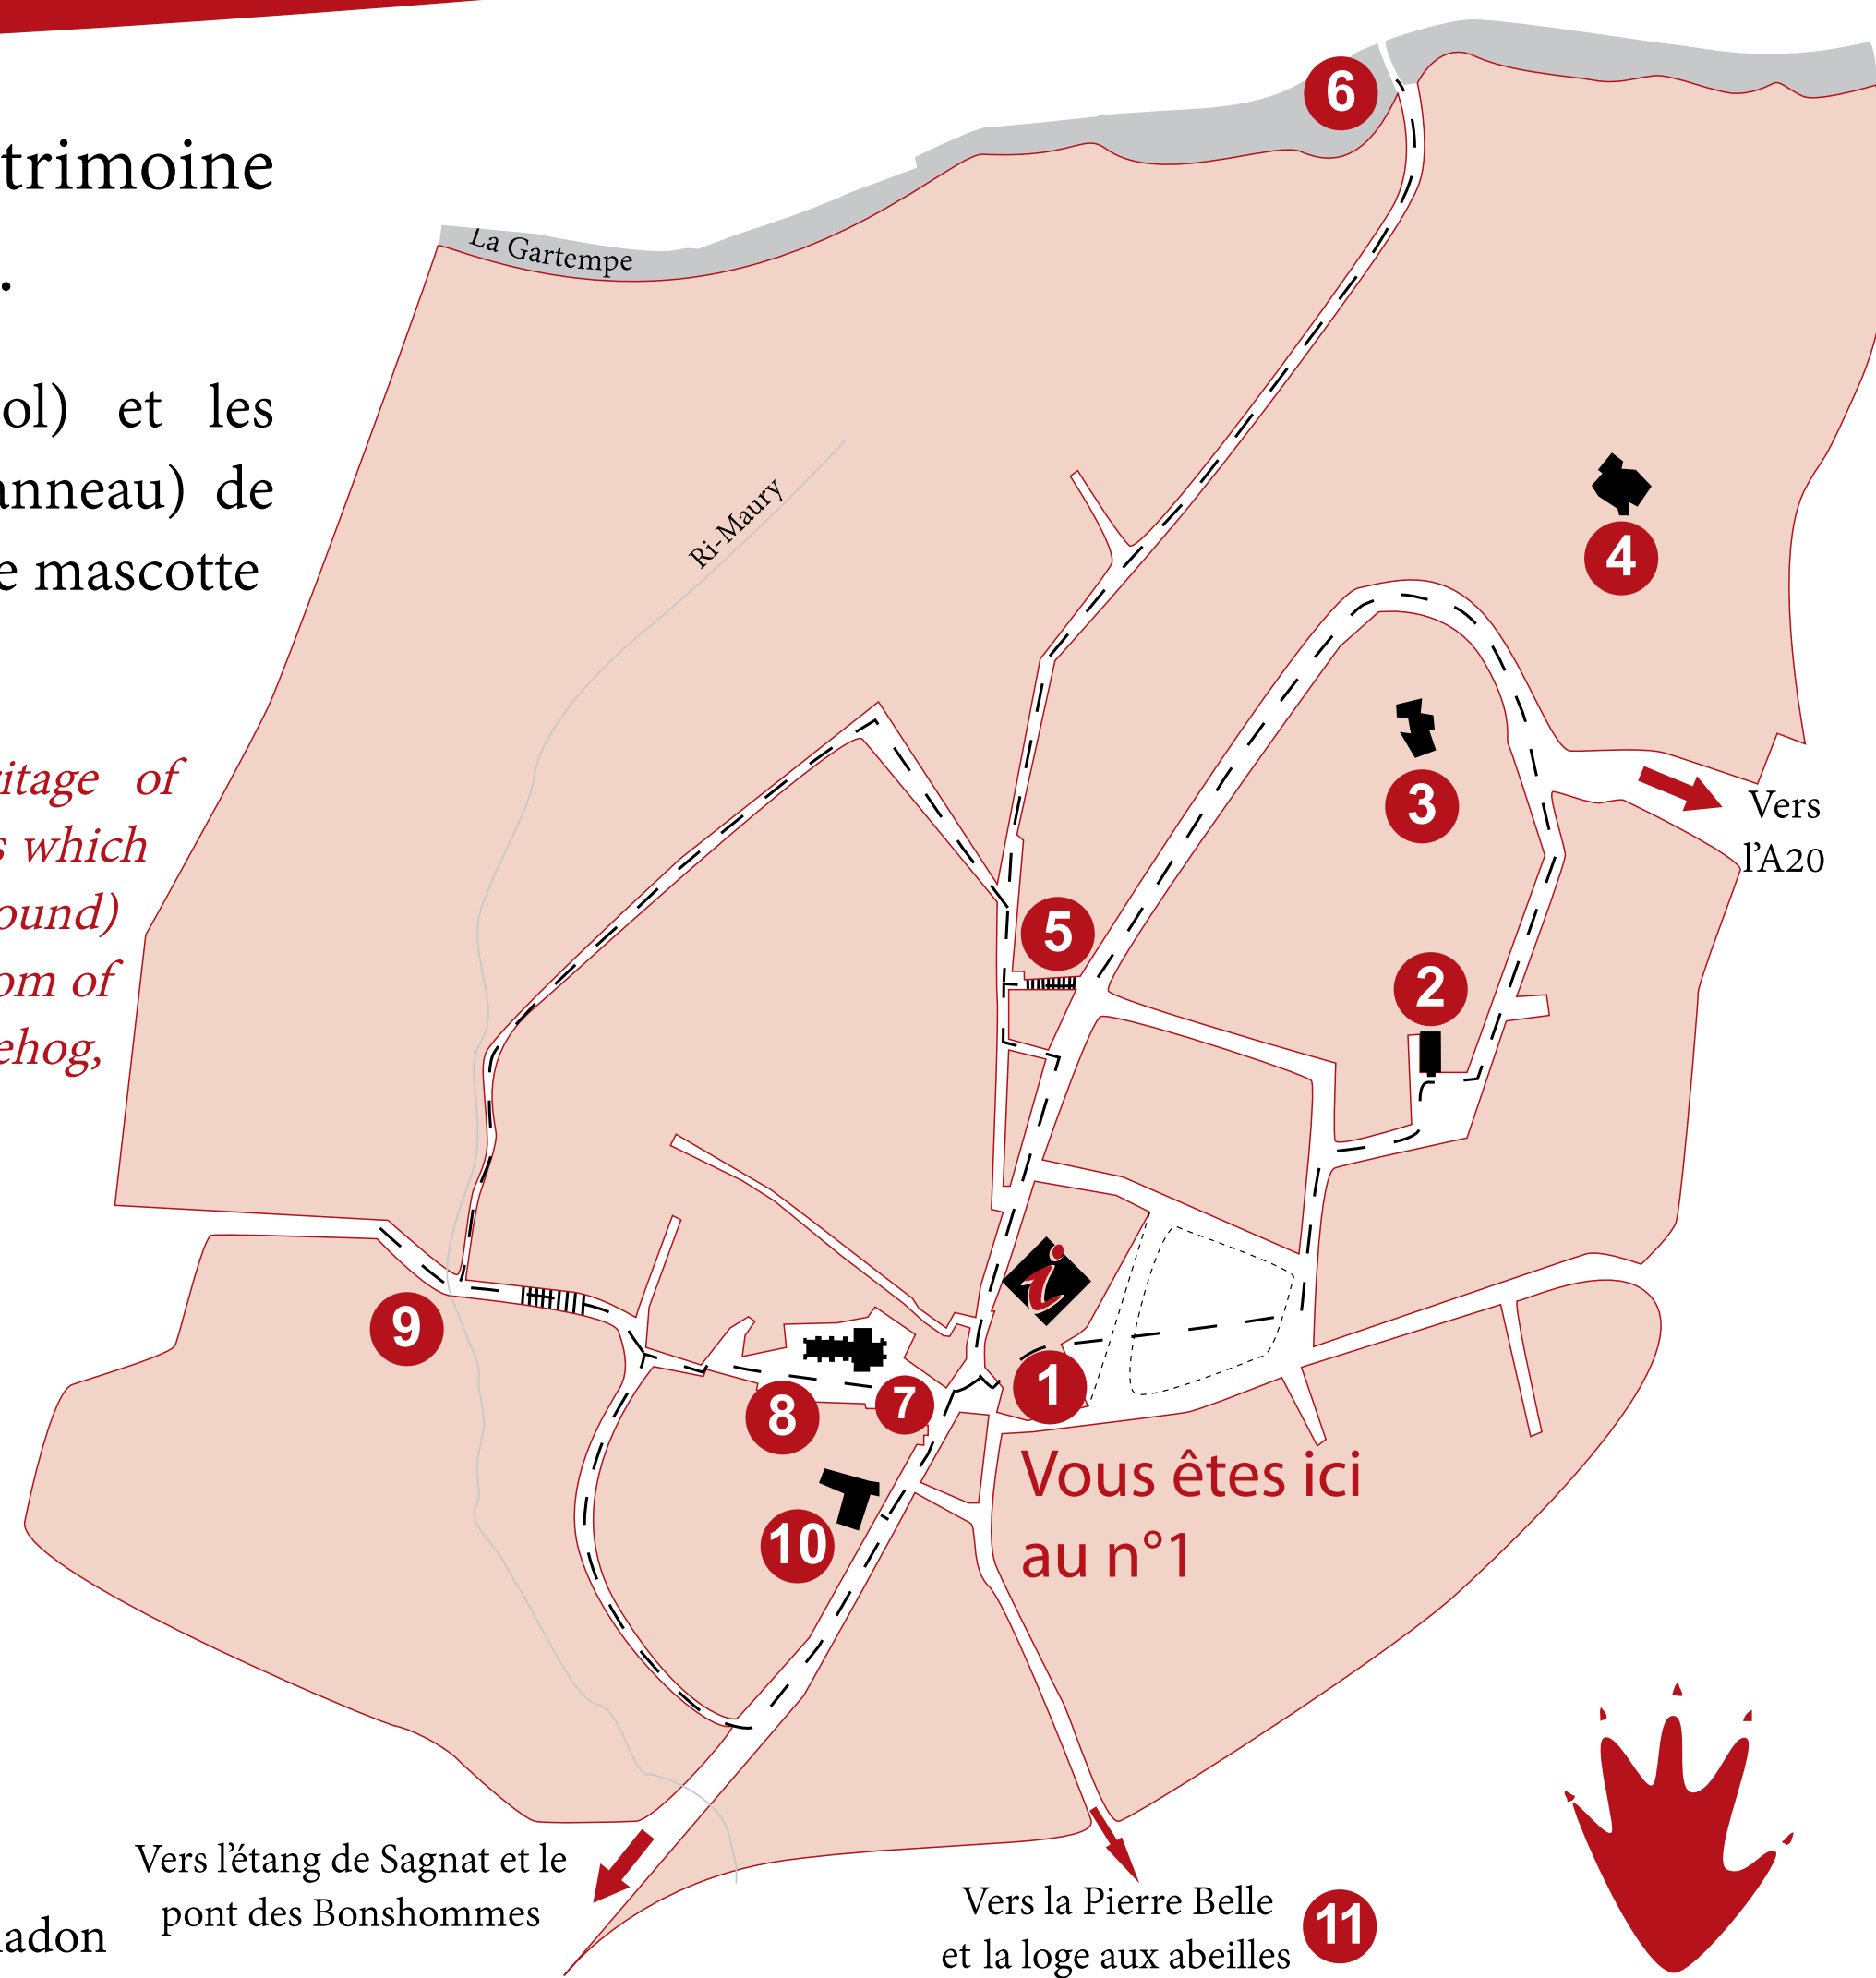 trimoine
.
ol) et les
anneau) de
e mascotte
itage of
s which
ound)
om of
ehog,
adon
La Gartempe
Ri-Maury
6
4
3
Vers
l'A20
5
2
i
9
8
7
1
10
Vous êtes ici
au n°1
Vers l'étang de Sagnat et le
pont des Bonshommes
Vers la Pierre Belle
et la loge aux abeilles
11